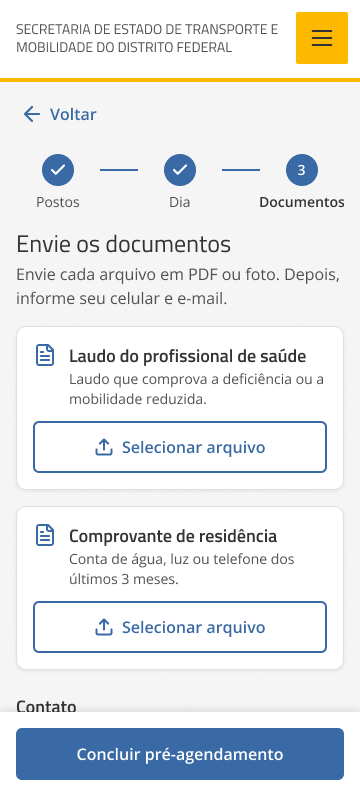 SECRETARIA DE ESTADO DE TRANSPORTE E
MOBILIDADE DO DISTRITO FEDERAL
Voltar
3
Postos
Dia
Documentos
Envie os documentos
Envie cada arquivo em PDF ou foto. Depois,
informe seu celular e e-mail.
Laudo do profissional de saúde
Laudo que comprova a deficiência ou a
mobilidade reduzida.
Selecionar arquivo
Comprovante de residência
Conta de água, luz ou telefone dos
últimos 3 meses.
Selecionar arquivo
Contato
Concluir pré-agendamento